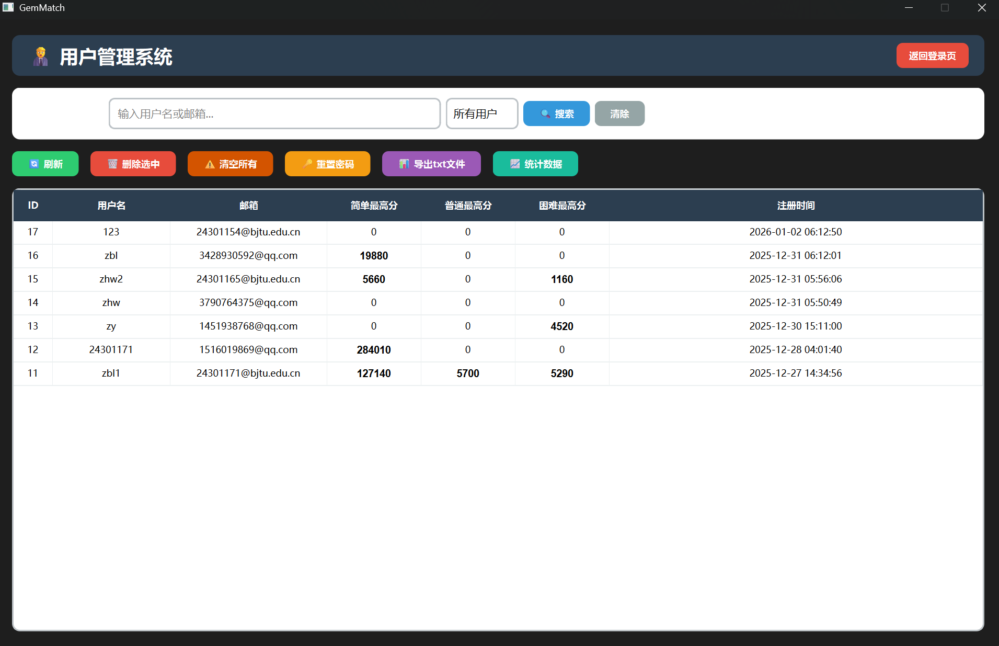 GemMatch
用户管理系统
返回登录页
输入用户名或邮箱...
所有用户
搜索
清除
刷新 删除选中 清空所有 重置密码 导出txt文件 统计数据
ID 用户名 邮箱 简单最高分 普通最高分 困难最高分 注册时间
17 123 24301154@bjtu.edu.cn 0 0 0 2026-01-02 06:12:50
16 zbl 3428930592@qq.com 19880 0 0 2025-12-31 06:12:01
15 zhw2 24301165@bjtu.edu.cn 5660 0 1160 2025-12-31 05:56:06
14 zhw 3790764375@qq.com 0 0 0 2025-12-31 05:50:49
13 zy 1451938768@qq.com 0 0 4520 2025-12-30 15:11:00
12 24301171 1516019869@qq.com 284010 0 0 2025-12-28 04:01:40
11 zbl1 24301171@bjtu.edu.cn 127140 5700 5290 2025-12-27 14:34:56